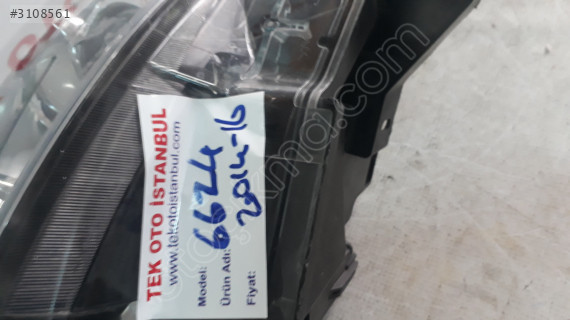 #3108561
TEK OTO İSTANBUL
www.tekotoistanbul.com
Model: 6624
Ürün Adı: 2014-16
Fiyat: